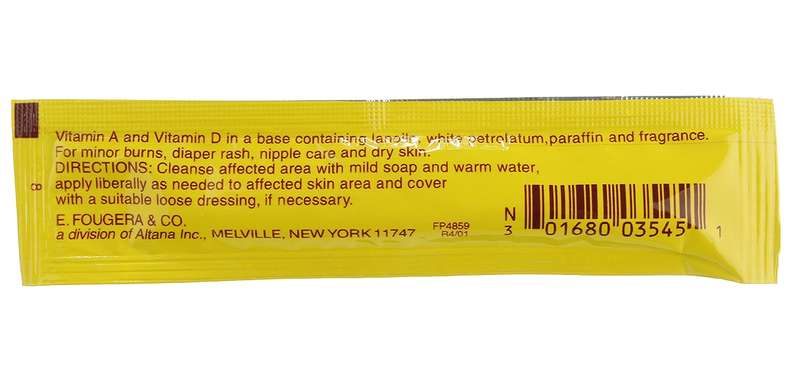 Vitamin A and Vitamin D in a base containing lanolin, white petrolatum, paraffin and fragrance.
For minor burns, diaper rash, nipple care and dry skin.
DIRECTIONS: Cleanse affected area with mild soap and warm water,
apply liberally as needed to affected skin area and cover
with a suitable loose dressing, if necessary.
E. FOUGERA & CO.
a division of Altana Inc., MELVILLE, NEW YORK 11747
FP4859
R4/01
8
N
3 01680 03545 1